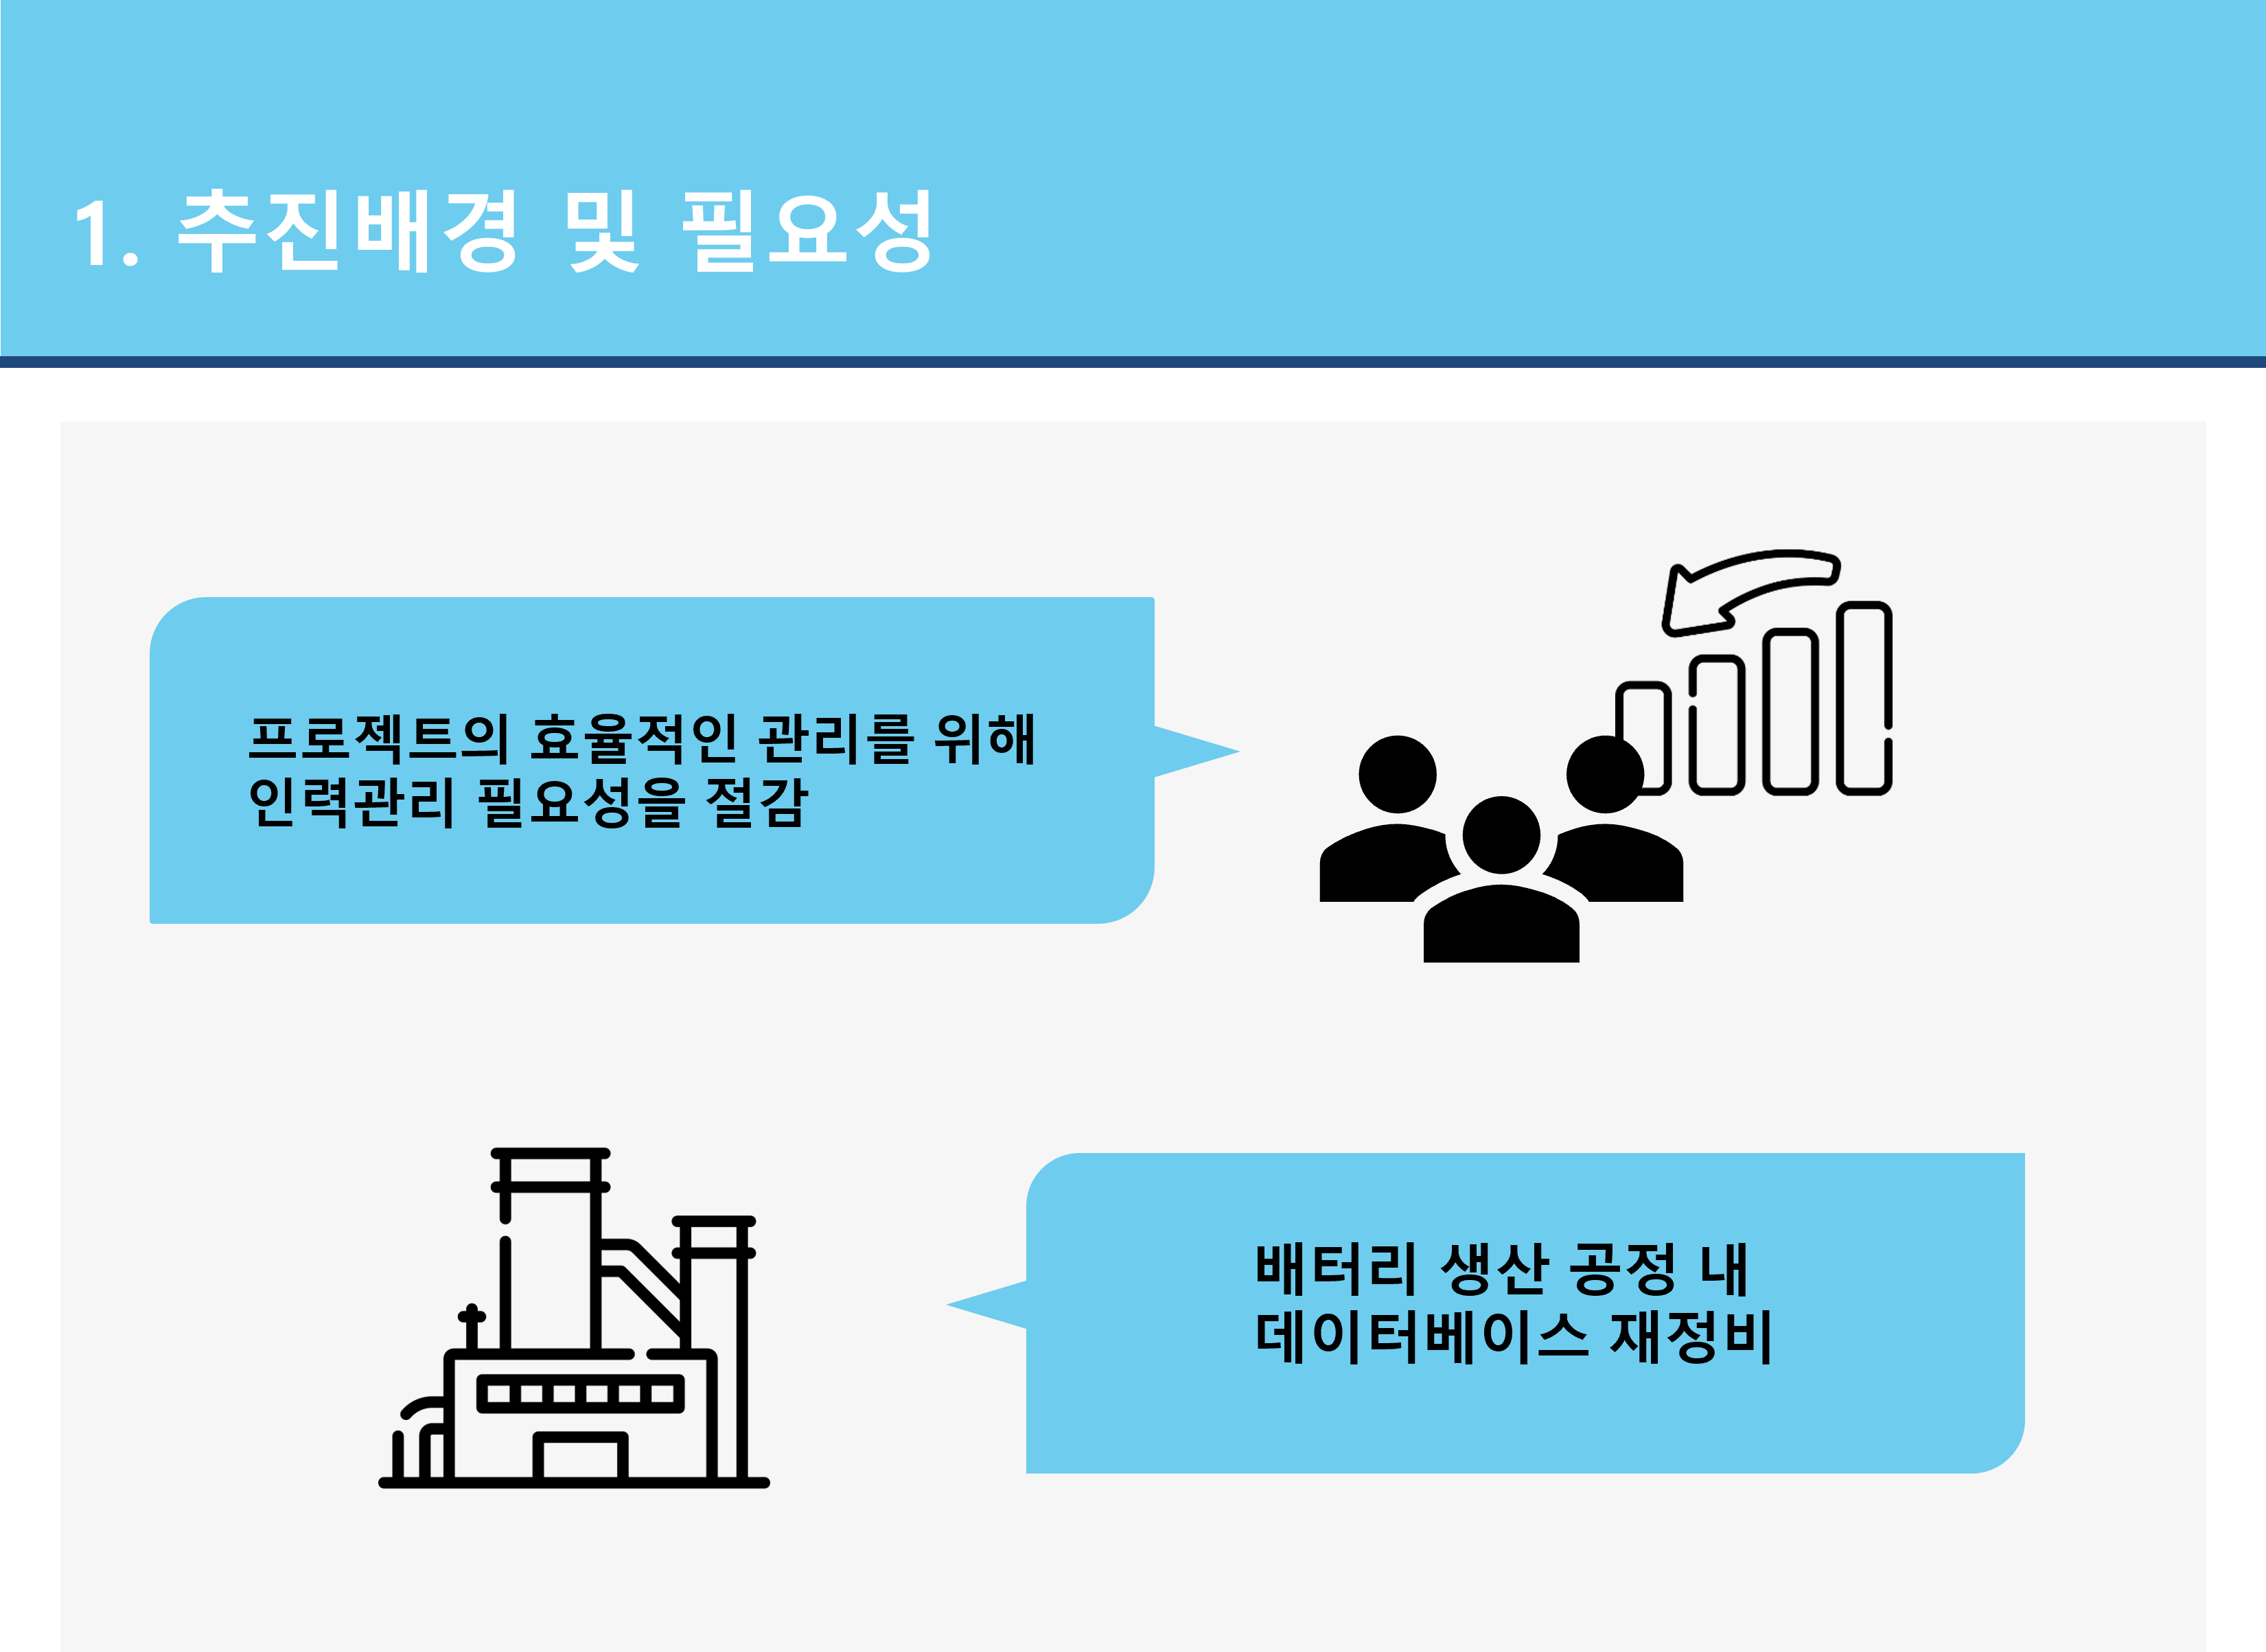 1. 추진배경 및 필요성
프로젝트의 효율적인 관리를 위해
인력관리 필요성을 절감
배터리 생산 공정 내
데이터베이스 재정비